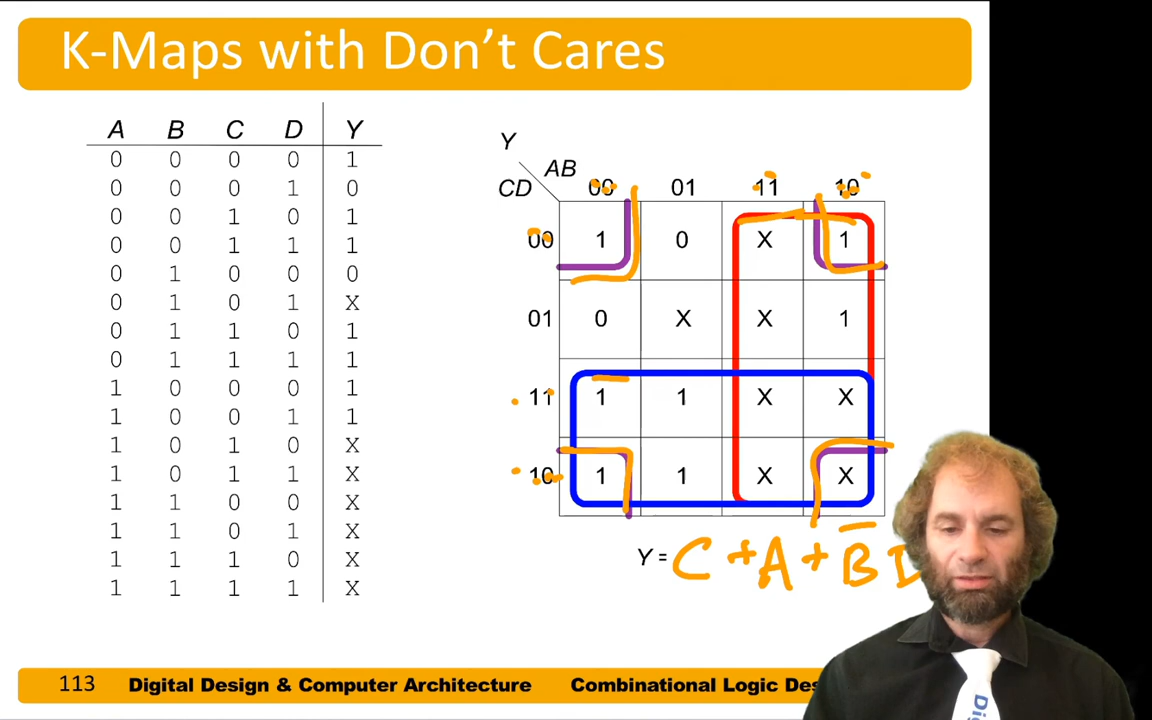 K-Maps with Don't Cares
A B C D Y
0 0 0 0 1
0 0 0 1 0
0 0 1 0 1
0 0 1 1 1
0 1 0 0 0
0 1 0 1 X
0 1 1 0 1
0 1 1 1 1
1 0 0 0 1
1 0 0 1 1
1 0 1 0 X
1 0 1 1 X
1 1 0 0 X
1 1 0 1 X
1 1 1 0 X
1 1 1 1 X
Y
AB
CD 00 01 11 10
00 1 0 X 1
01 0 X X 1
11 1 1 X X
10 1 1 X X
Y = C + A + B̅
113 Digital Design & Computer Architecture Combinational Logic
Dig